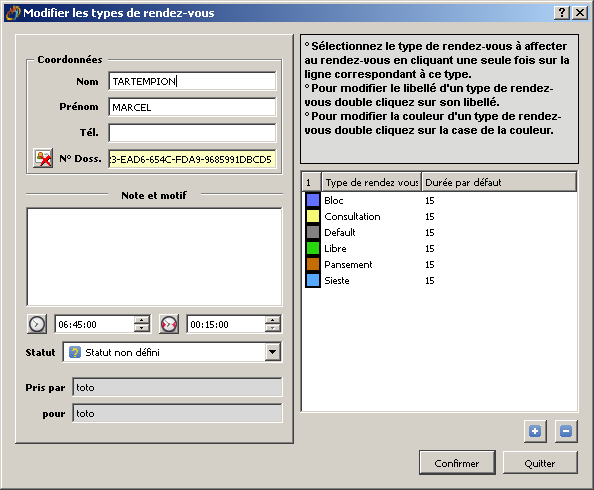 Modifier les types de rendez-vous
Coordonnées
Nom TARTEMPION
Prénom MARCEL
Tél.
N° Doss. 3-EAD6-654C-FDA9-9685991DBCD5
Note et motif
06:45:00 00:15:00
Statut ? Statut non défini
Pris par toto
pour toto
° Sélectionnez le type de rendez-vous à affecter
au rendez-vous en cliquant une seule fois sur la
ligne correspondant à ce type.
° Pour modifier le libellé d'un type de rendez-
vous double cliquez sur son libellé.
° Pour modifier la couleur d'un type de rendez-
vous double cliquez sur la case de la couleur.
1 Type de rendez vous Durée par défaut
Bloc 15
Consultation 15
Default 15
Libre 15
Pansement 15
Sieste 15
Confirmer Quitter